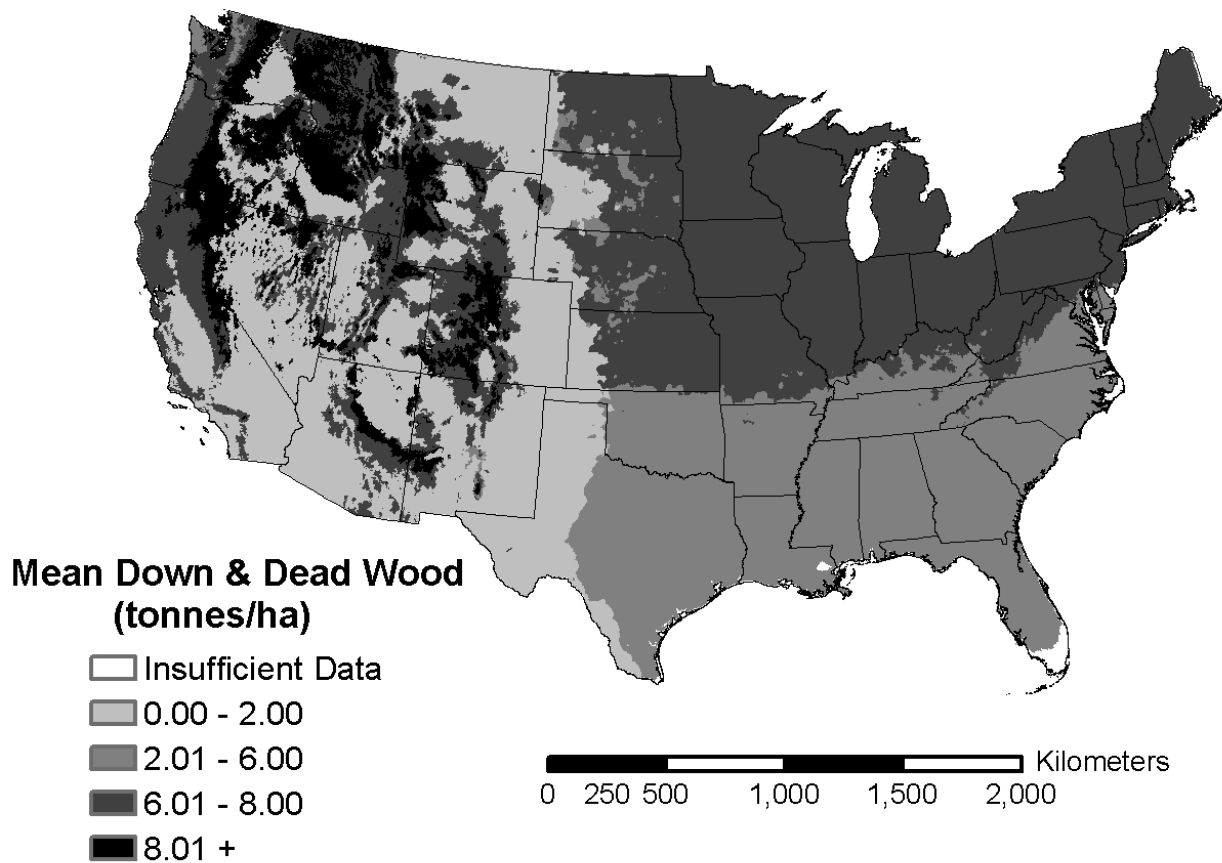 Mean Down & Dead Wood
(tonnes/ha)
Insufficient Data
0.00 - 2.00
2.01 - 6.00
6.01 - 8.00
8.01 +
Kilometers
0 250 500 1,000 1,500 2,000